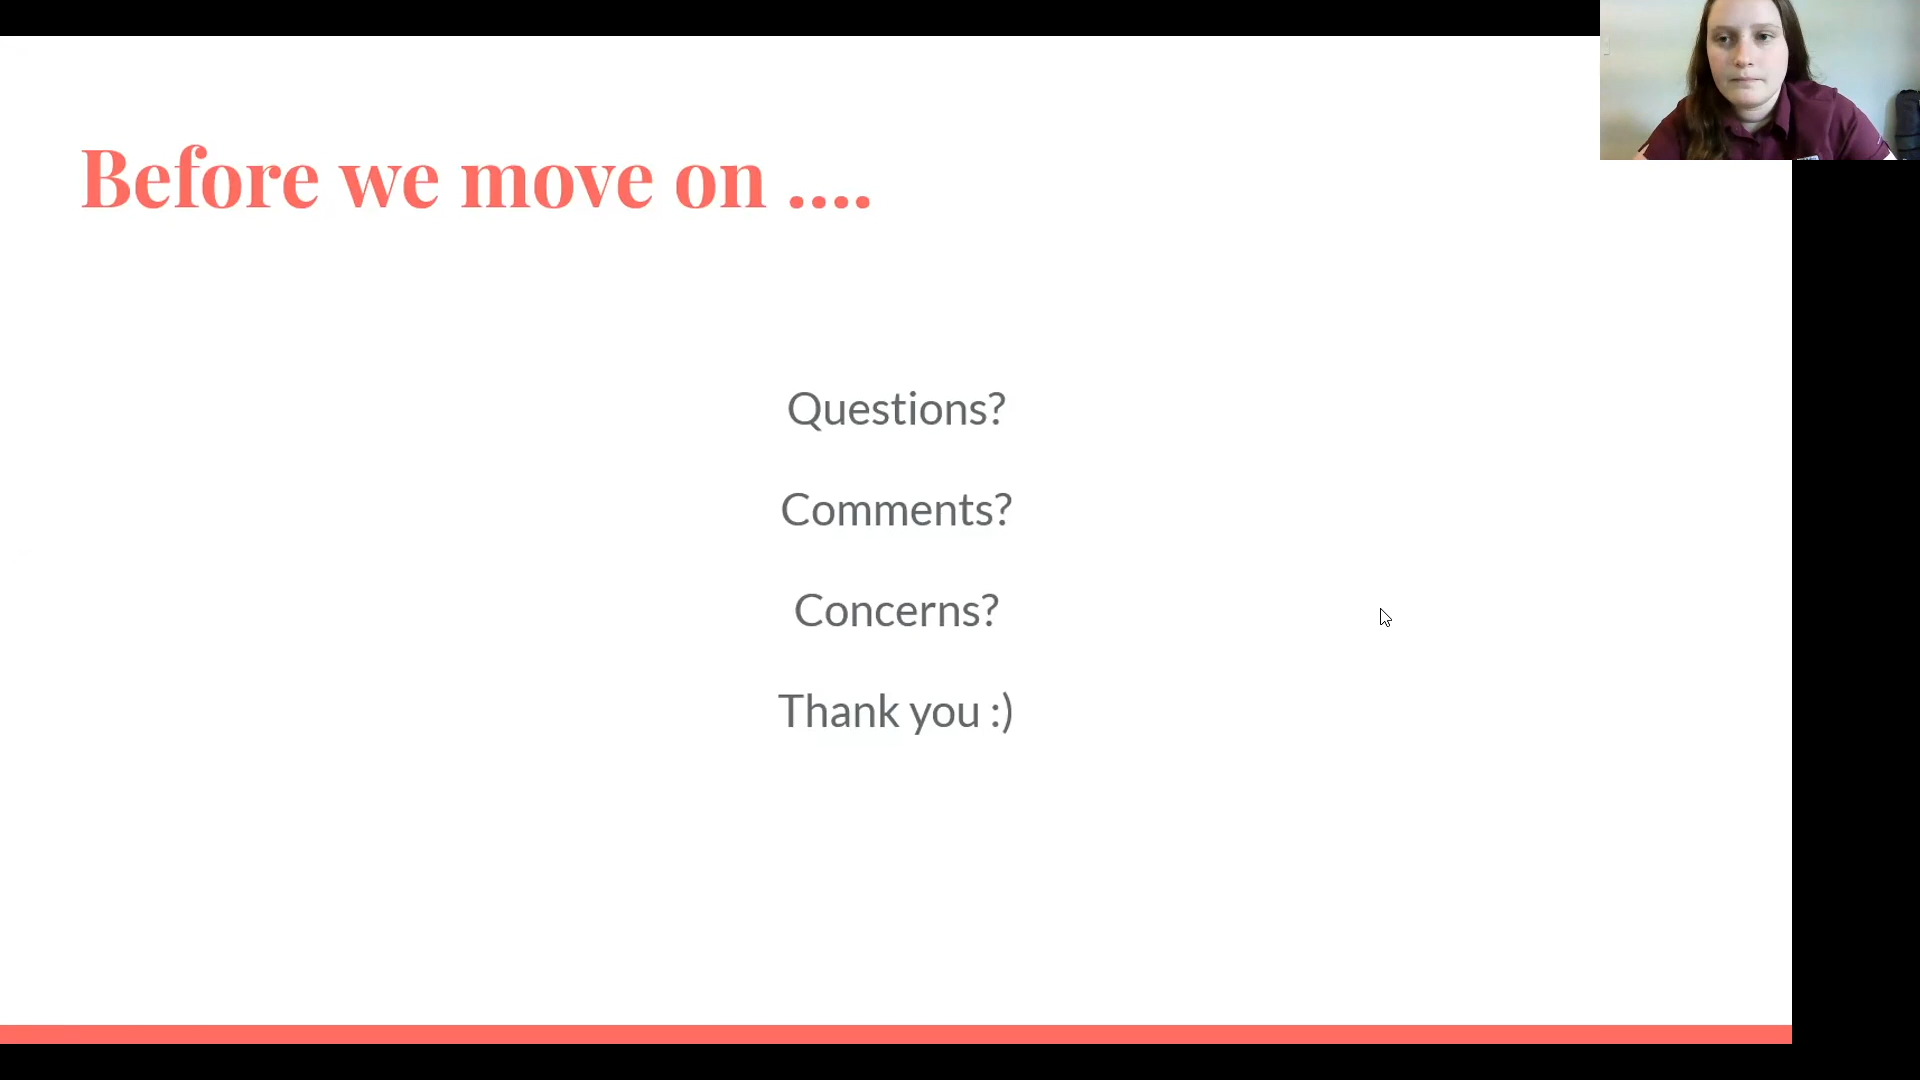 Before we move on ....
Questions?
Comments?
Concerns?
Thank you :)